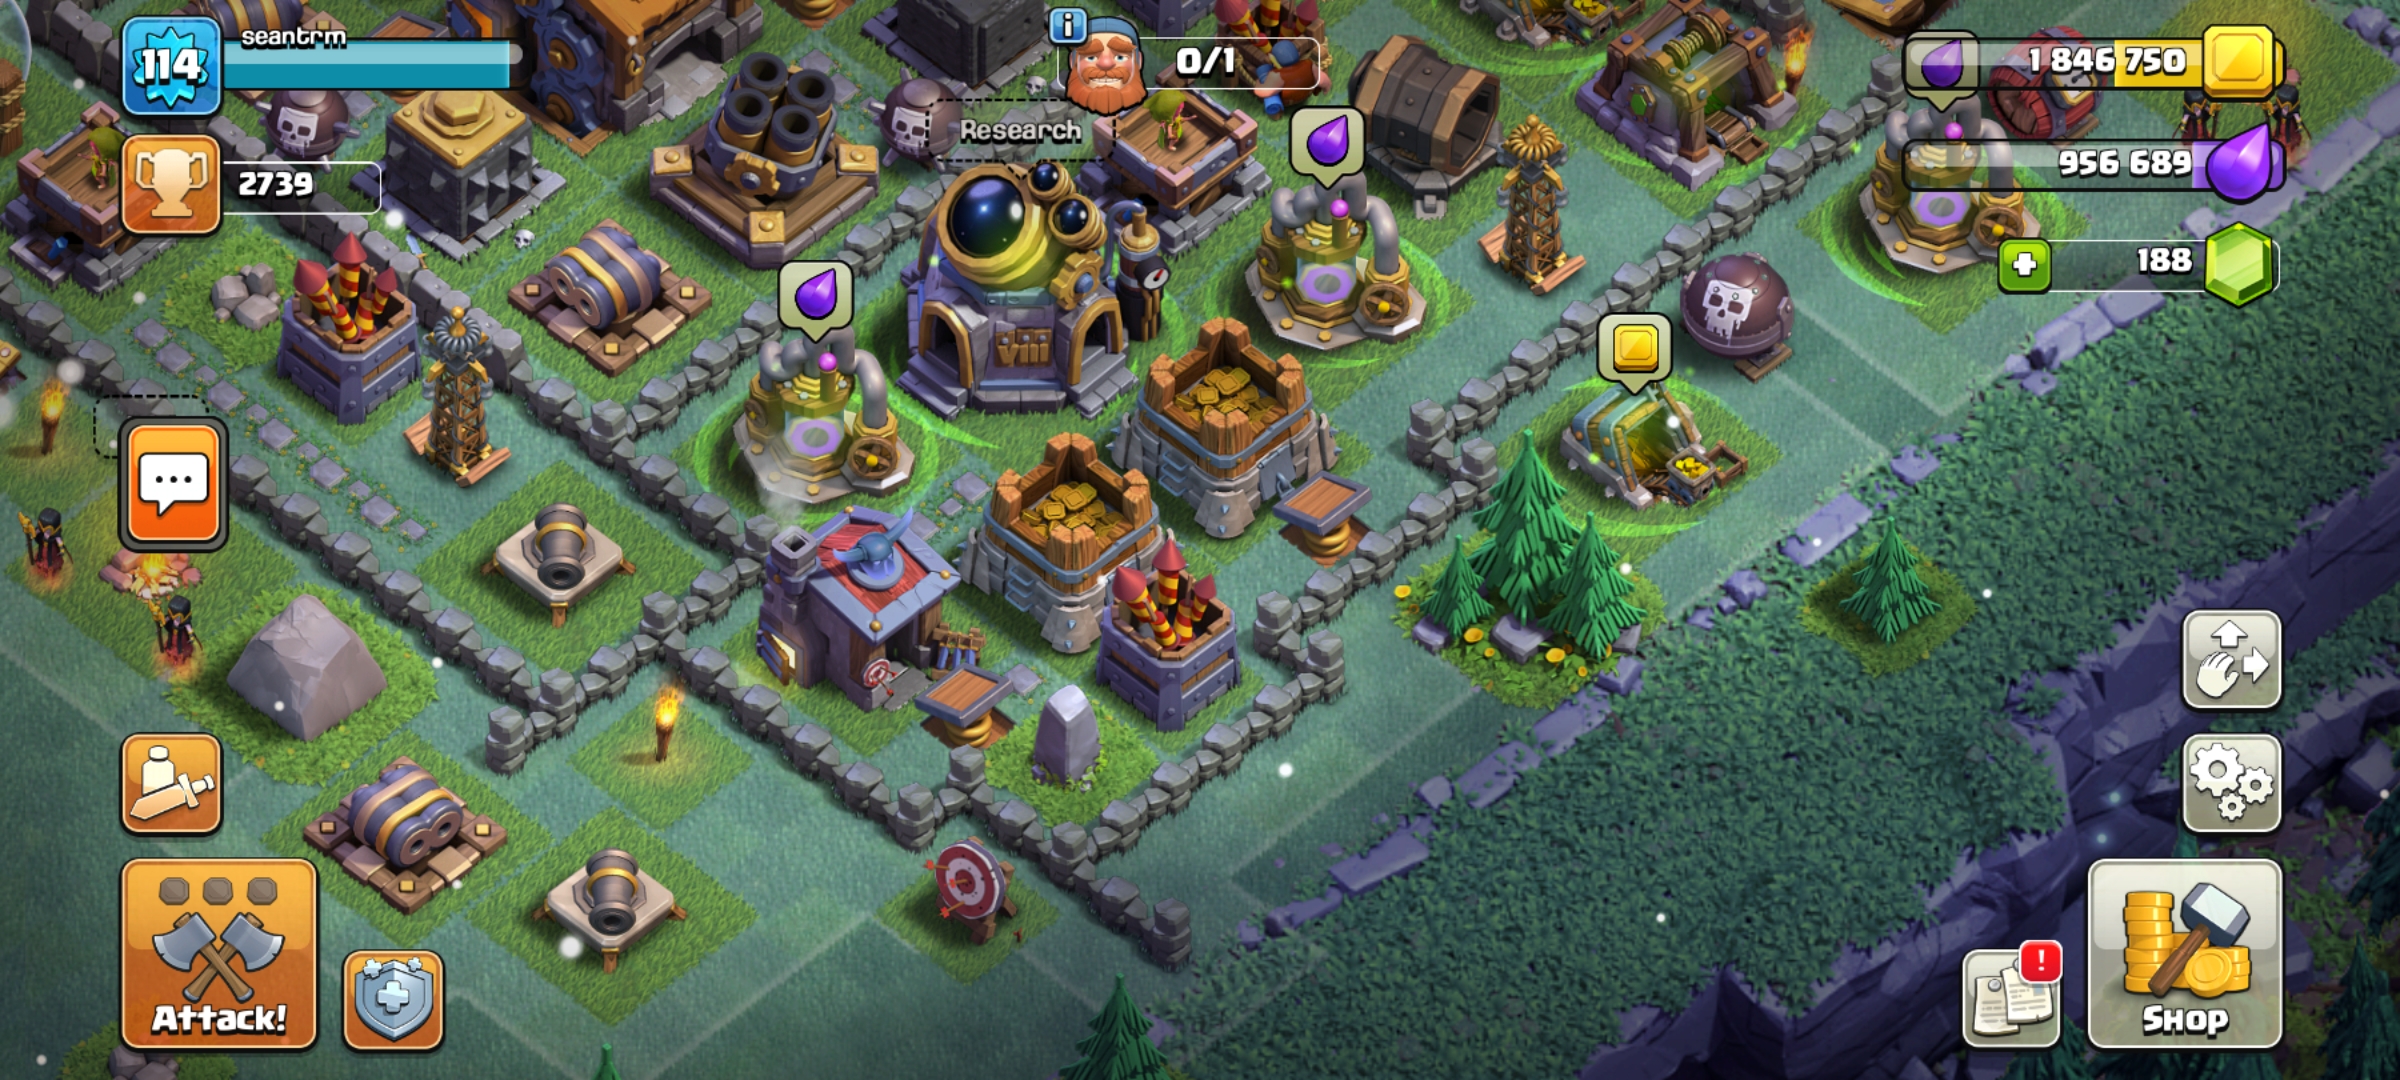 114
seantrm
2739
i
0/1
Research
1 846 750
956 689
188
VIII
Attack!
!
Shop